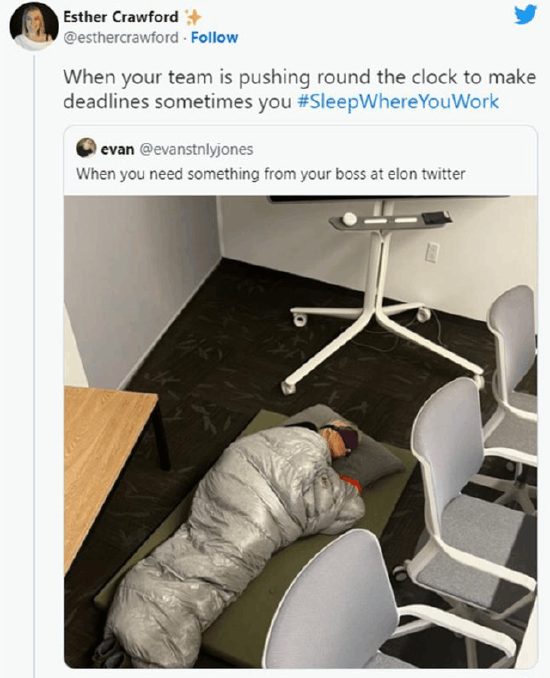 Esther Crawford ✨
@esthercrawford · Follow
When your team is pushing round the clock to make
deadlines sometimes you #SleepWhereYouWork
evan @evanstnlyjones
When you need something from your boss at elon twitter